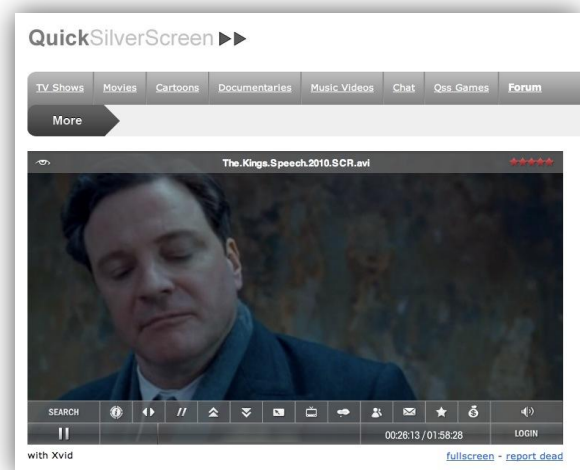 QuickSilverScreen
TV Shows Movies Cartoons Documentaries Music Videos Chat Qss Games Forum
More
The.Kings.Speech.2010.SCR.avi
SEARCH
00:26:13 / 01:58:28 LOGIN
with Xvid fullscreen - report dead